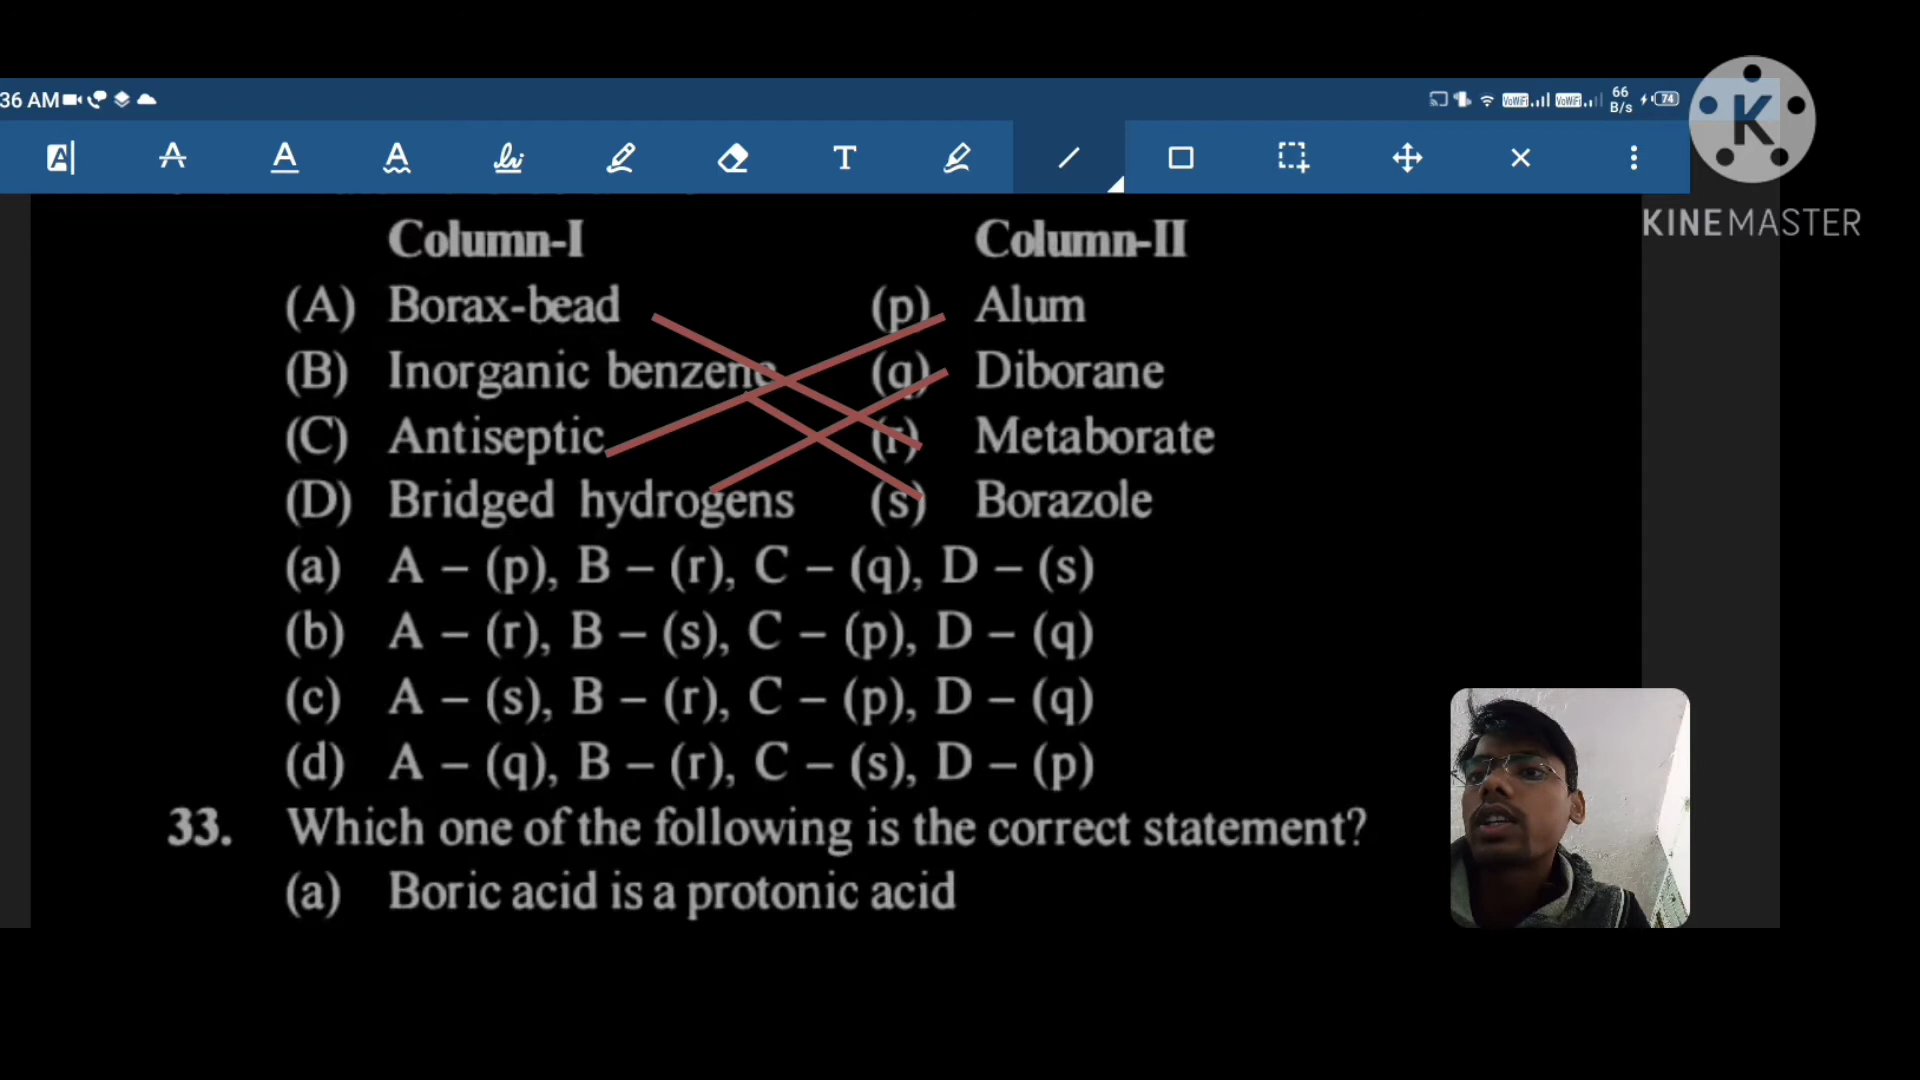 36 AM
66 B/s
74
K
KINEMASTER
Column-I Column-II
(A) Borax-bead (p) Alum
(B) Inorganic benzene (q) Diborane
(C) Antiseptic (r) Metaborate
(D) Bridged hydrogens (s) Borazole
(a) A – (p), B – (r), C – (q), D – (s)
(b) A – (r), B – (s), C – (p), D – (q)
(c) A – (s), B – (r), C – (p), D – (q)
(d) A – (q), B – (r), C – (s), D – (p)
33. Which one of the following is the correct statement?
(a) Boric acid is a protonic acid